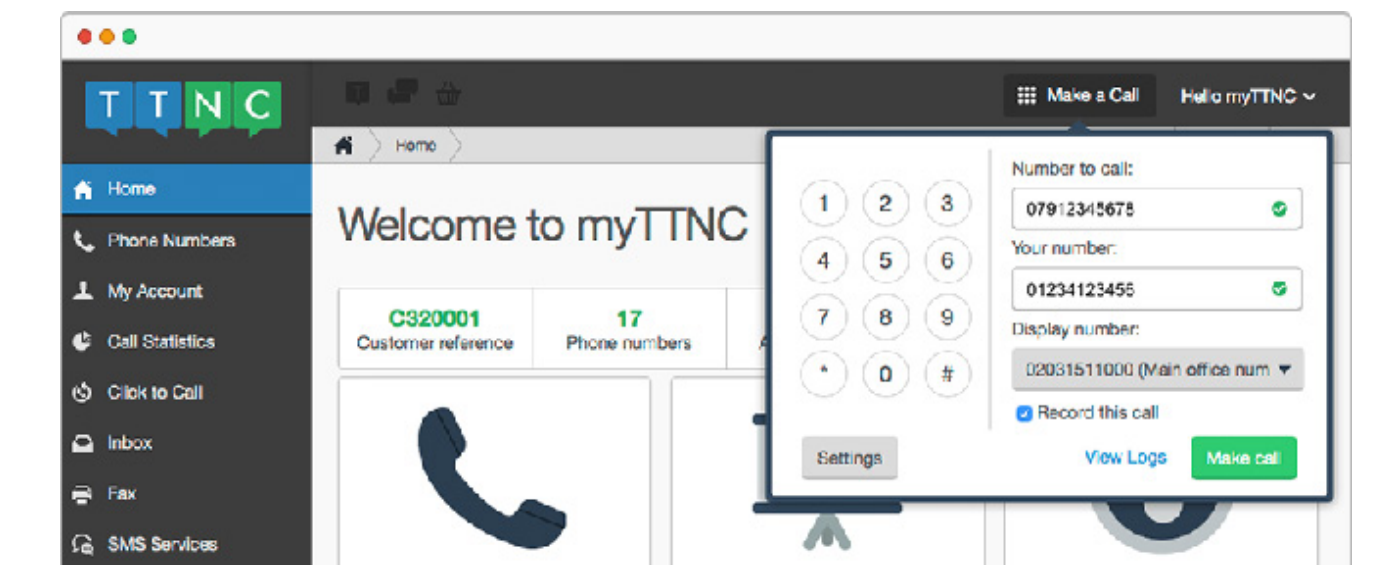 TTNC
Make a Call
Hello myTTNC
Home
Home
Phone Numbers
My Account
Call Statistics
Click to Call
Inbox
Fax
SMS Services
Welcome to myTTNC
C320001
Customer reference
17
Phone numbers
1 2 3
4 5 6
7 8 9
* 0 #
Settings
Number to call:
07912345678
Your number:
01234123456
Display number:
02031511000 (Main office num
Record this call
View Logs
Make call